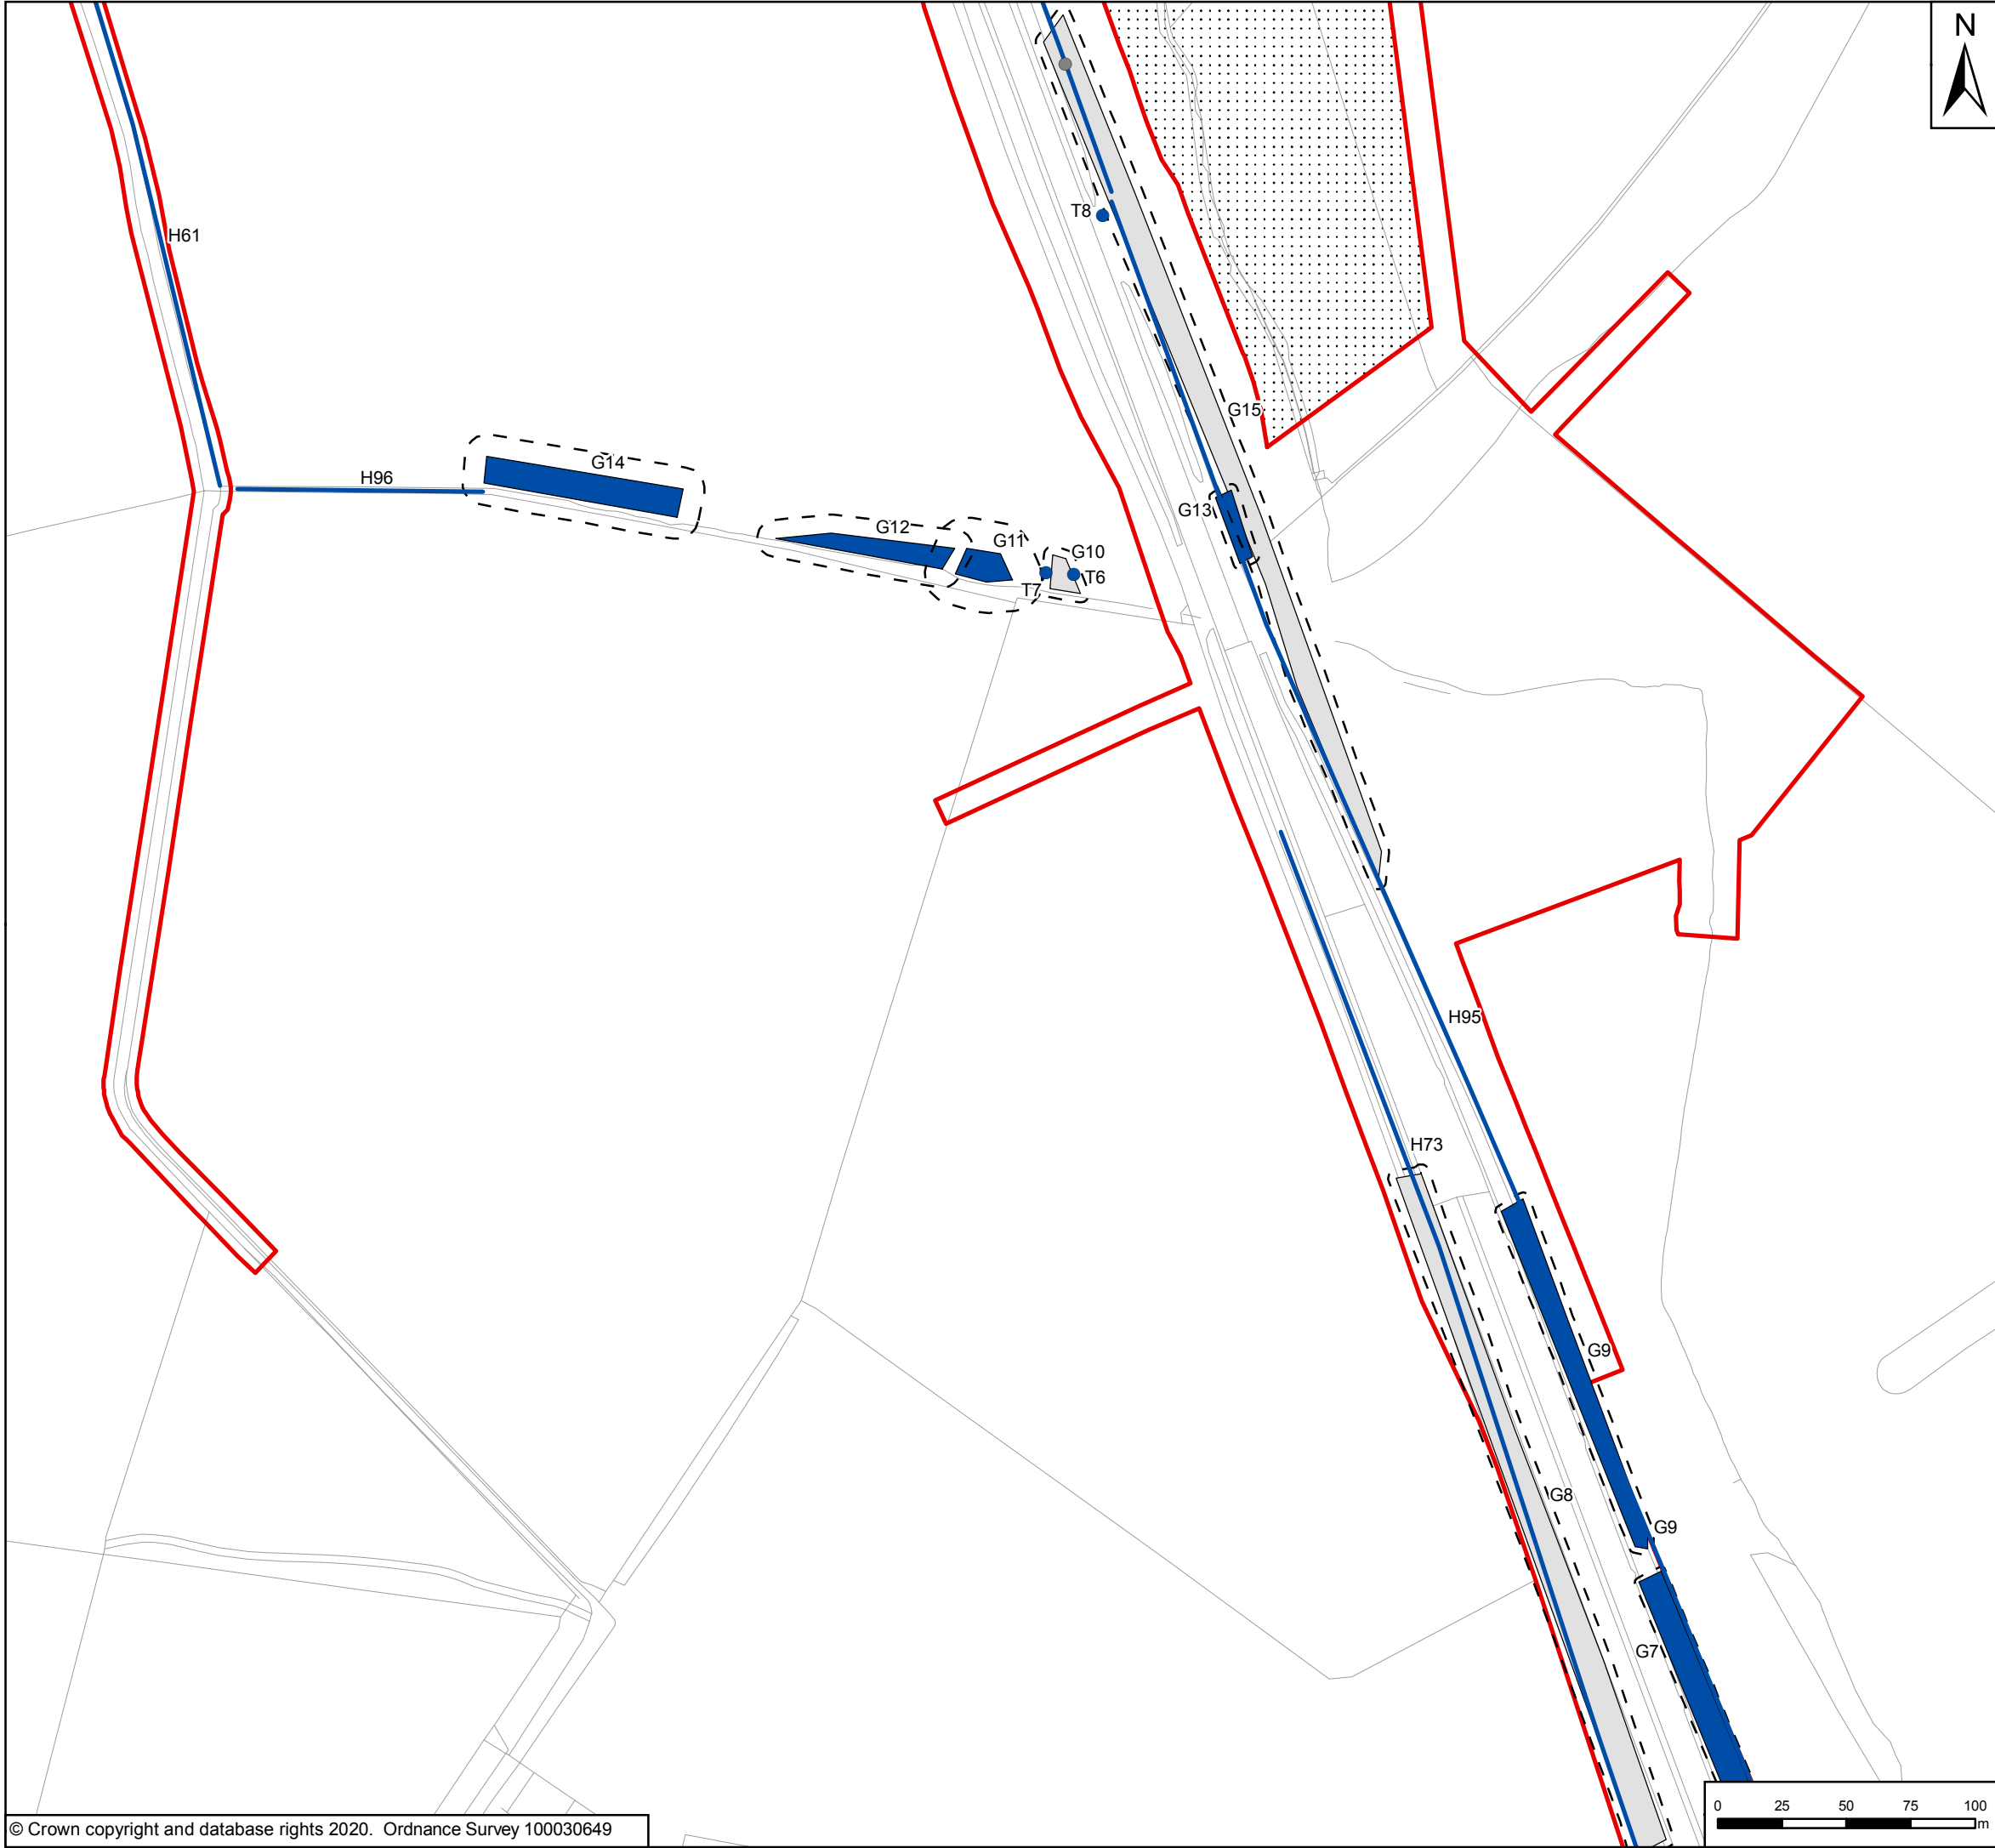 N
T8
H61
G15
G14
H96
G13
G12
G11
G10
T6
T7
H95
H73
G9
G8
G9
G7
0 25 50 75 100
m
© Crown copyright and database rights 2020. Ordnance Survey 100030649